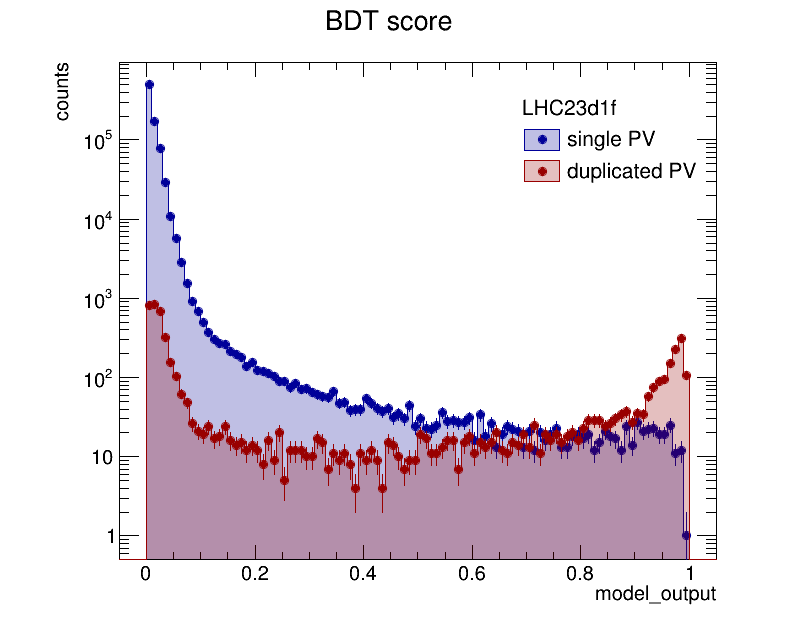 BDT score
counts
LHC23d1f
single PV
duplicated PV
10^5
10^4
10^3
10^2
10
1
0 0.2 0.4 0.6 0.8 1
model_output